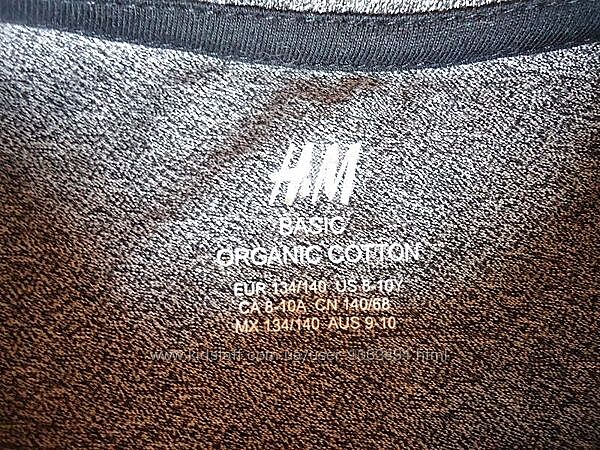 H&M
BASIC
ORGANIC COTTON
EUR 134/140 US 8-10Y
CA 8-10A CN 140/68
MX 134/140 AUS 9-10